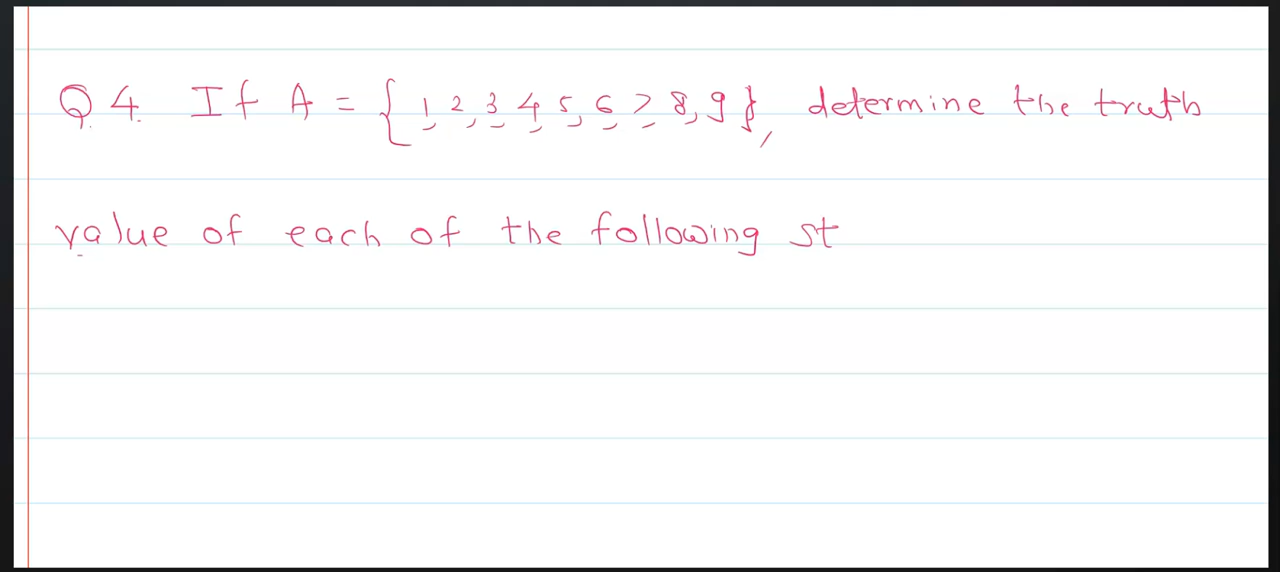 Q.4. If A = {1, 2, 3, 4, 5, 6, 7, 8, 9}, determine the truth
value of each of the following st